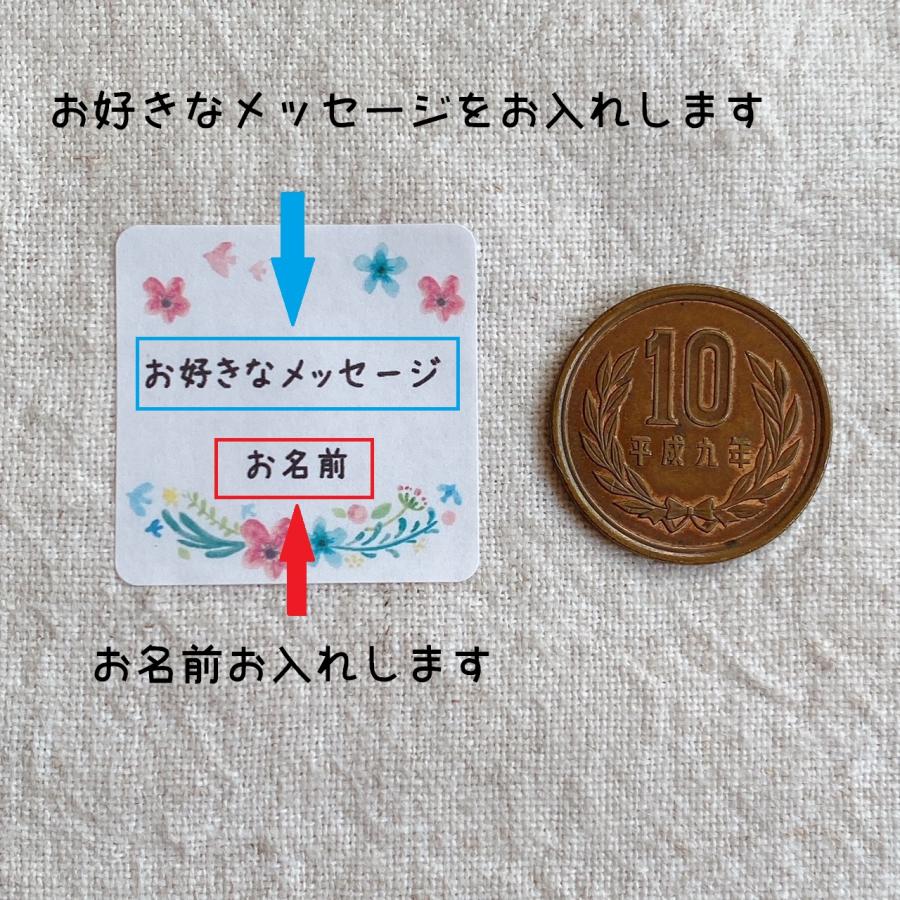 お好きなメッセージをお入れします
お好きなメッセージ
お名前
10
平成九年
お名前お入れします